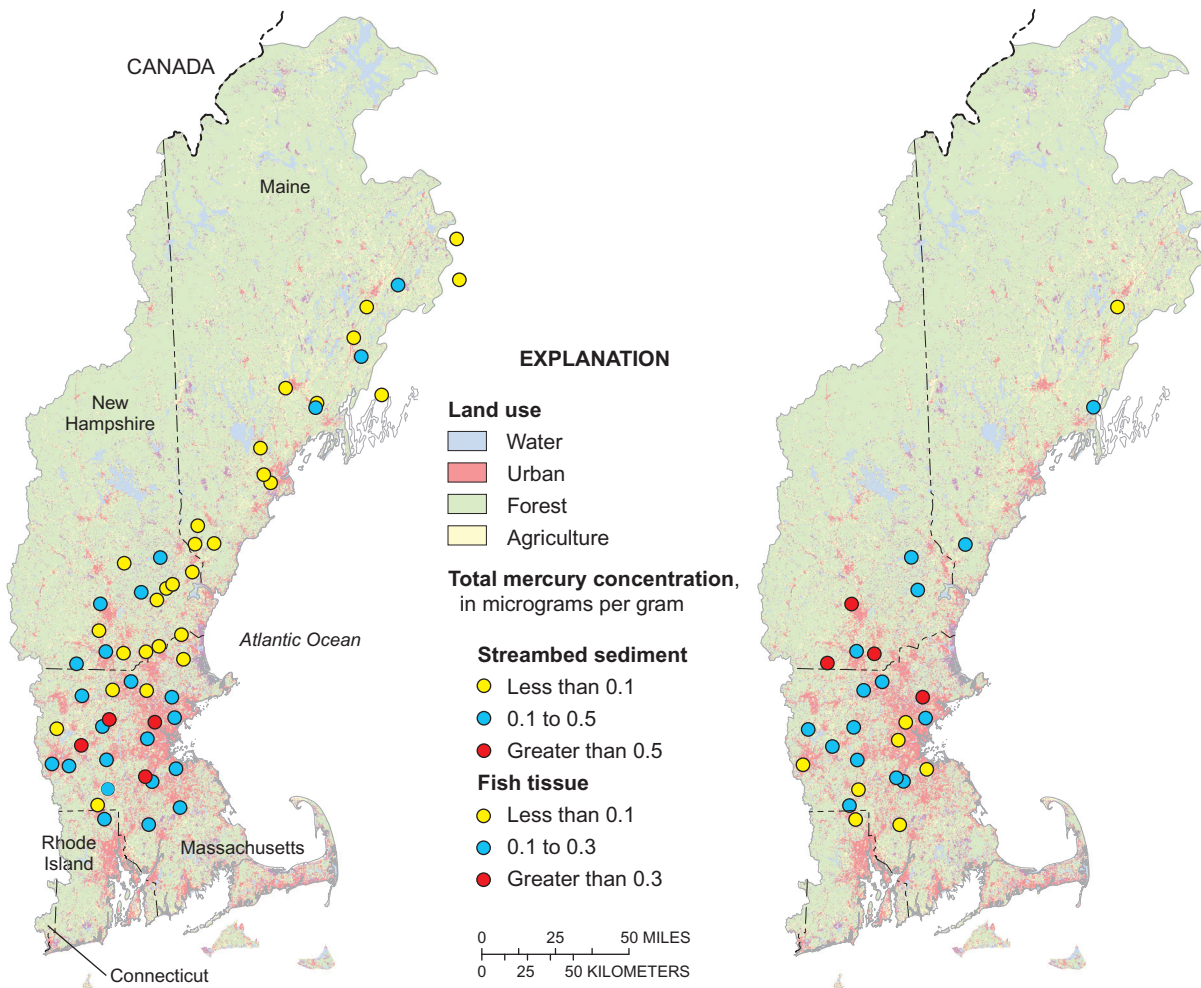 CANADA
Maine
New
Hampshire
Atlantic Ocean
Rhode
Island
Massachusetts
Connecticut
EXPLANATION
Land use
Water
Urban
Forest
Agriculture
Total mercury concentration,
in micrograms per gram
Streambed sediment
Less than 0.1
0.1 to 0.5
Greater than 0.5
Fish tissue
Less than 0.1
0.1 to 0.3
Greater than 0.3
0 25 50 MILES
0 25 50 KILOMETERS